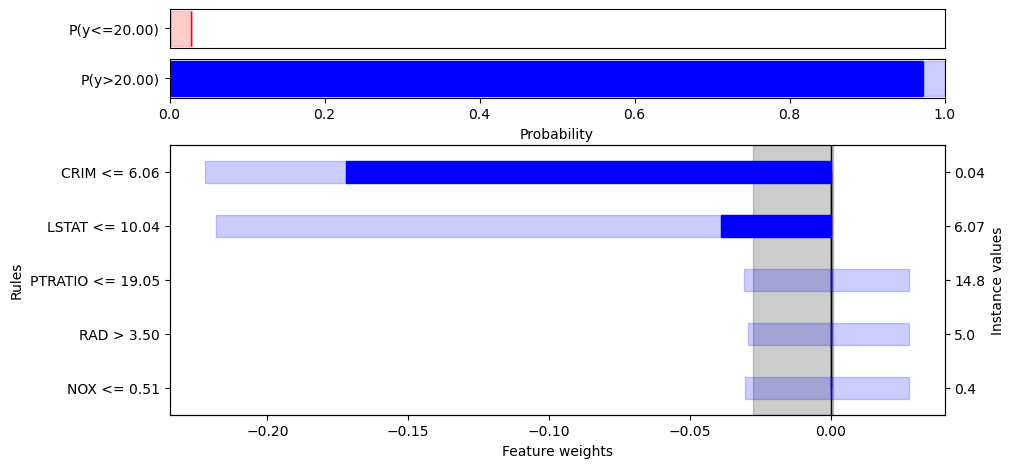 P(y<=20.00)
P(y>20.00)
0.0 0.2 0.4 0.6 0.8 1.0
Probability
CRIM <= 6.06 0.04
LSTAT <= 10.04 6.07
PTRATIO <= 19.05 14.8
RAD > 3.50 5.0
NOX <= 0.51 0.4
Rules
Instance values
−0.20 −0.15 −0.10 −0.05 0.00
Feature weights